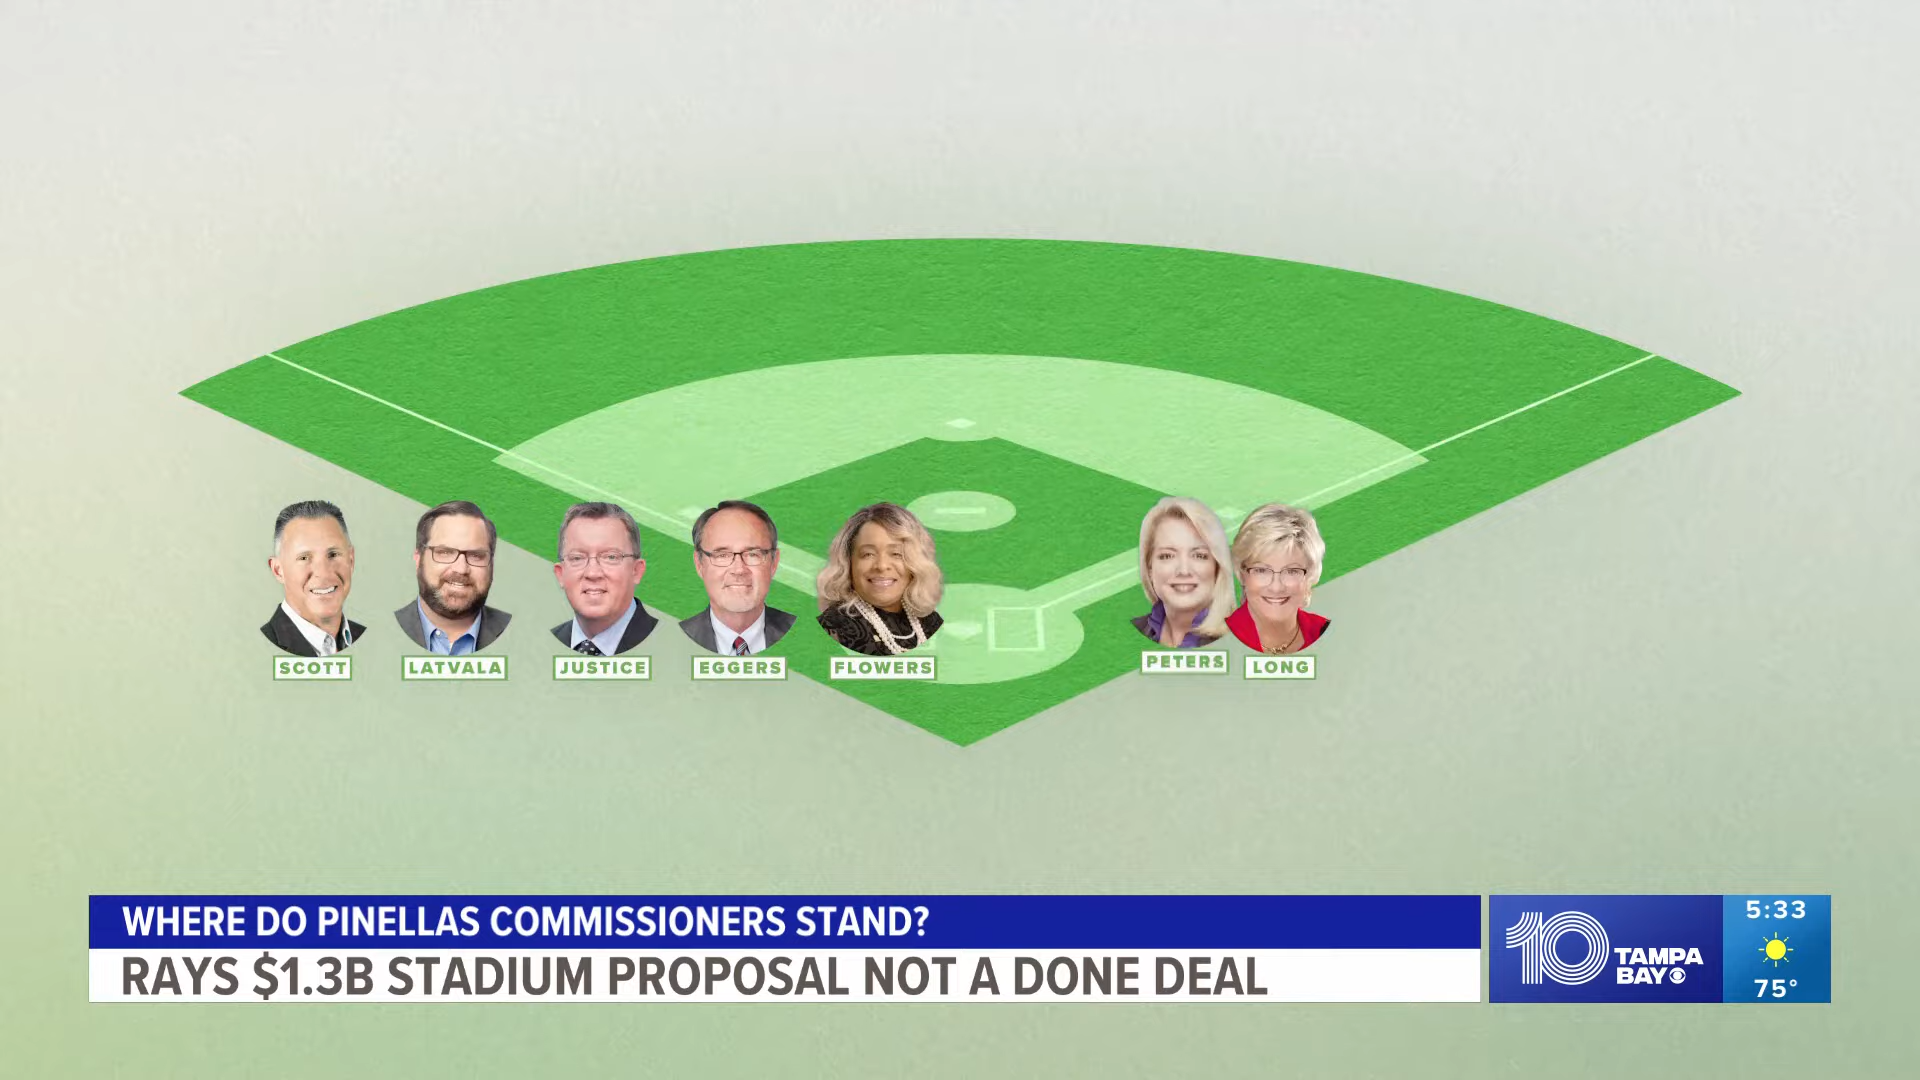 SCOTT LATVALA JUSTICE EGGERS FLOWERS PETERS LONG
WHERE DO PINELLAS COMMISSIONERS STAND?
RAYS $1.3B STADIUM PROPOSAL NOT A DONE DEAL
10 TAMPA
BAY
5:33
75°